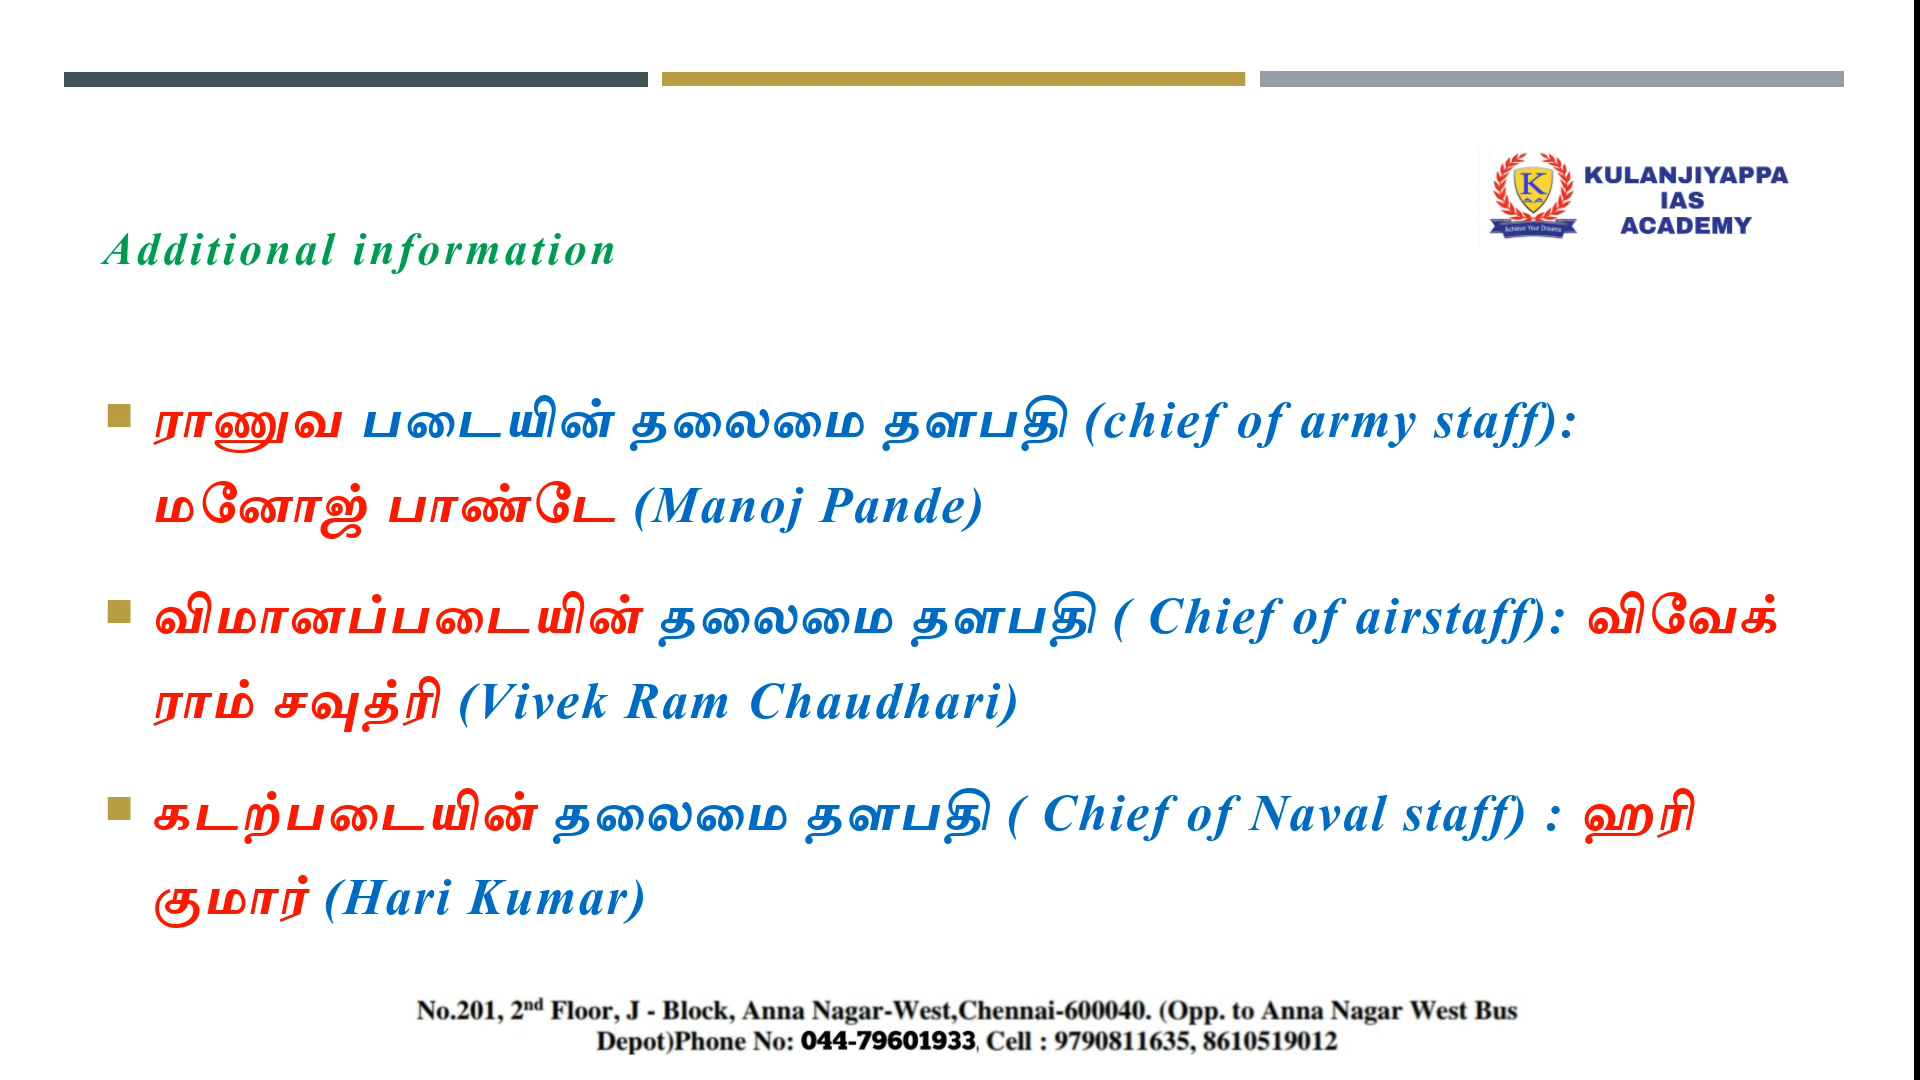 KULANJIYAPPA
IAS
ACADEMY
K
Achieve Your Dreams
Additional information
ராணுவ படையின் தலைமை தளபதி (chief of army staff):
மனோஜ் பாண்டே (Manoj Pande)
விமானப்படையின் தலைமை தளபதி ( Chief of airstaff): விவேக்
ராம் சவுத்ரி (Vivek Ram Chaudhari)
கடற்படையின் தலைமை தளபதி ( Chief of Naval staff) : ஹரி
குமார் (Hari Kumar)
No.201, 2nd Floor, J - Block, Anna Nagar-West,Chennai-600040. (Opp. to Anna Nagar West Bus
Depot)Phone No: 044-79601933, Cell : 9790811635, 8610519012